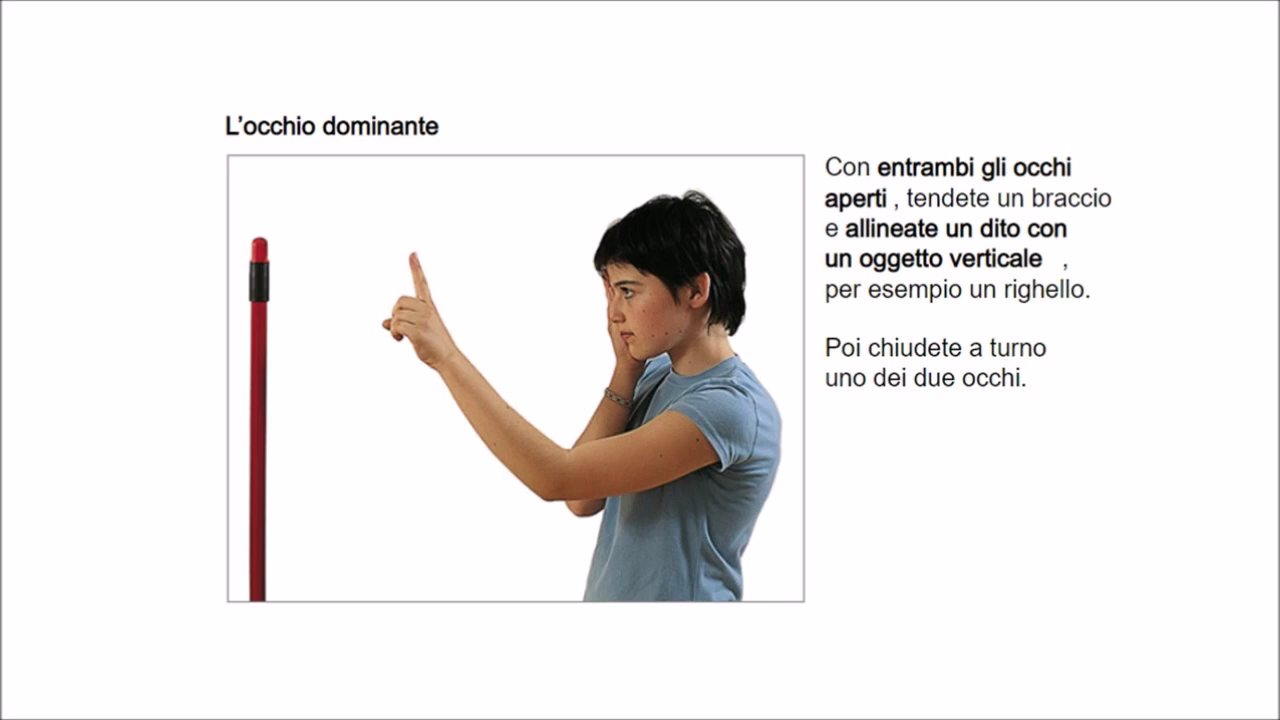 L'occhio dominante
Con entrambi gli occhi
aperti , tendete un braccio
e allineate un dito con
un oggetto verticale ,
per esempio un righello.
Poi chiudete a turno
uno dei due occhi.